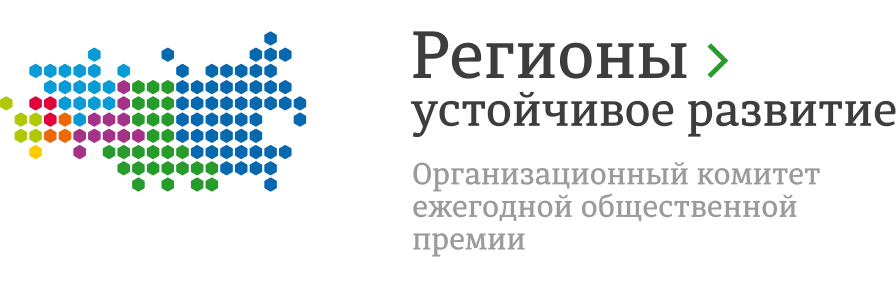 Регионы >
устойчивое развитие
Организационный комитет
ежегодной общественной
премии